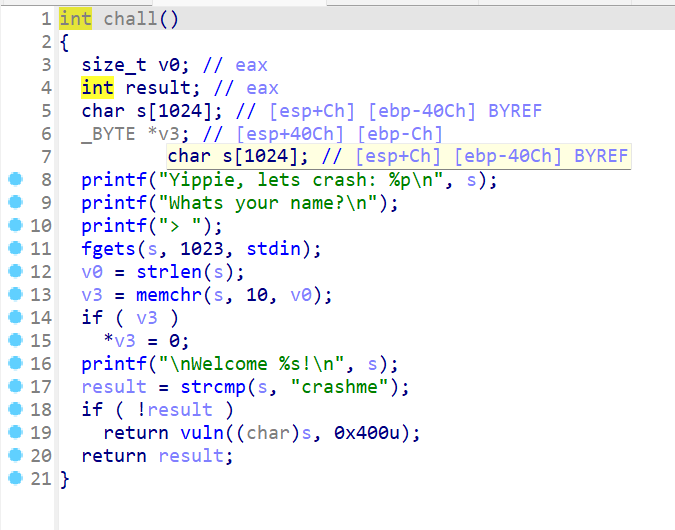 1 int chall()
2 {
3   size_t v0; // eax
4   int result; // eax
5   char s[1024]; // [esp+Ch] [ebp-40Ch] BYREF
6   _BYTE *v3; // [esp+40Ch] [ebp-Ch]
7 char s[1024]; // [esp+Ch] [ebp-40Ch] BYREF
8   printf("Yippie, lets crash: %p\n", s);
9   printf("Whats your name?\n");
10   printf("> ");
11   fgets(s, 1023, stdin);
12   v0 = strlen(s);
13   v3 = memchr(s, 10, v0);
14   if ( v3 )
15     *v3 = 0;
16   printf("\nWelcome %s!\n", s);
17   result = strcmp(s, "crashme");
18   if ( !result )
19     return vuln((char)s, 0x400u);
20   return result;
21 }